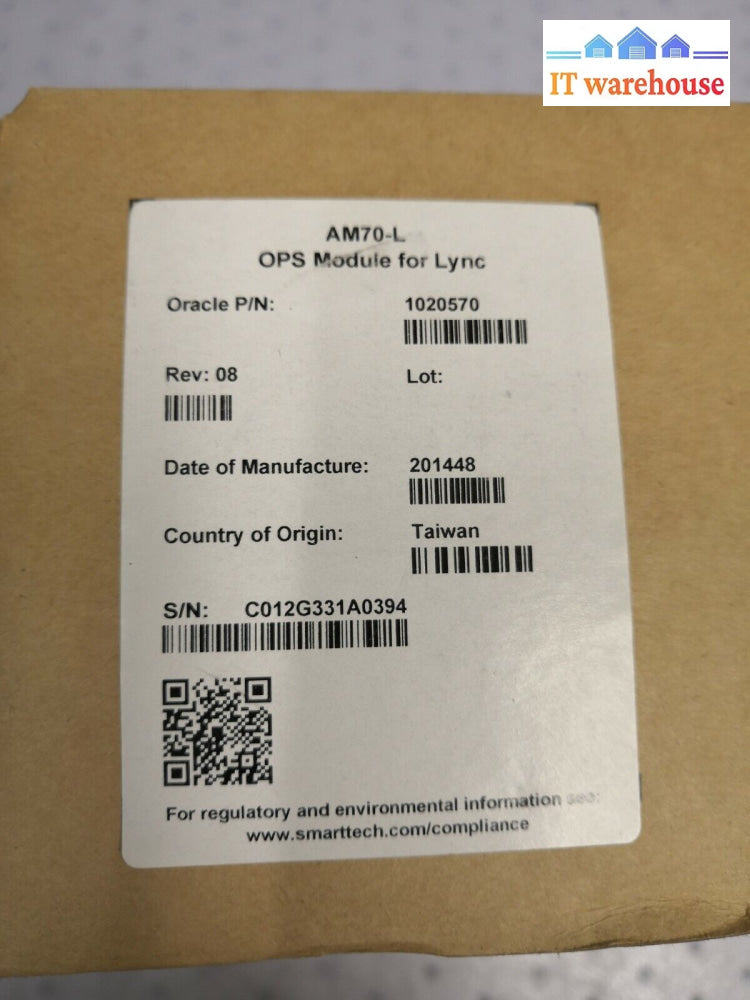 IT warehouse
AM70-L
OPS Module for Lync
Oracle P/N: 1020570
Rev: 08 Lot:
Date of Manufacture: 201448
Country of Origin: Taiwan
S/N: C012G331A0394
For regulatory and environmental information see:
www.smarttech.com/compliance